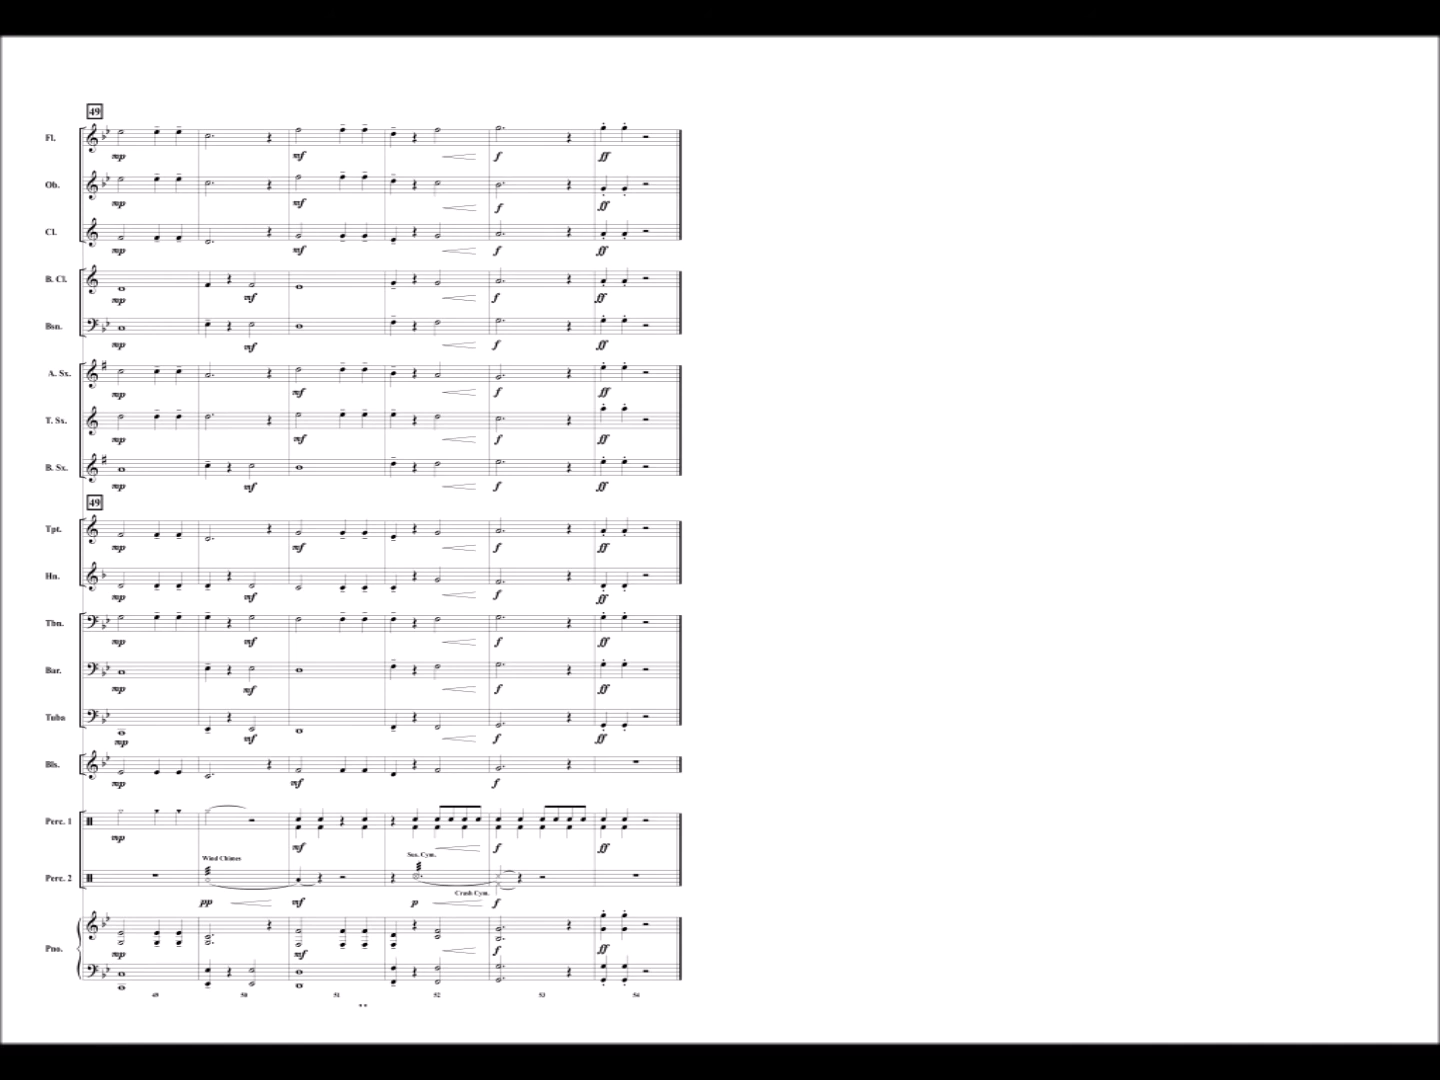 49
Fl.
mp mf f ff
Ob.
mp mf f ff
Cl.
mp mf f ff
B. Cl.
mp mf f ff
Bsn.
mp mf f ff
A. Sx.
mp mf f ff
T. Sx.
mp mf f ff
B. Sx.
mp mf f ff
49
Tpt.
mp mf f ff
Hn.
mp mf f ff
Tbn.
mp mf f ff
Bar.
mp mf f ff
Tuba
mp mf f ff
Bls.
mp mf f
Perc. 1
mp mf f ff
Wind Chimes Sus. Cym.
Perc. 2
Crash Cym.
pp mf p f
Pno.
mp mf f ff
49 50 51 52 53 54